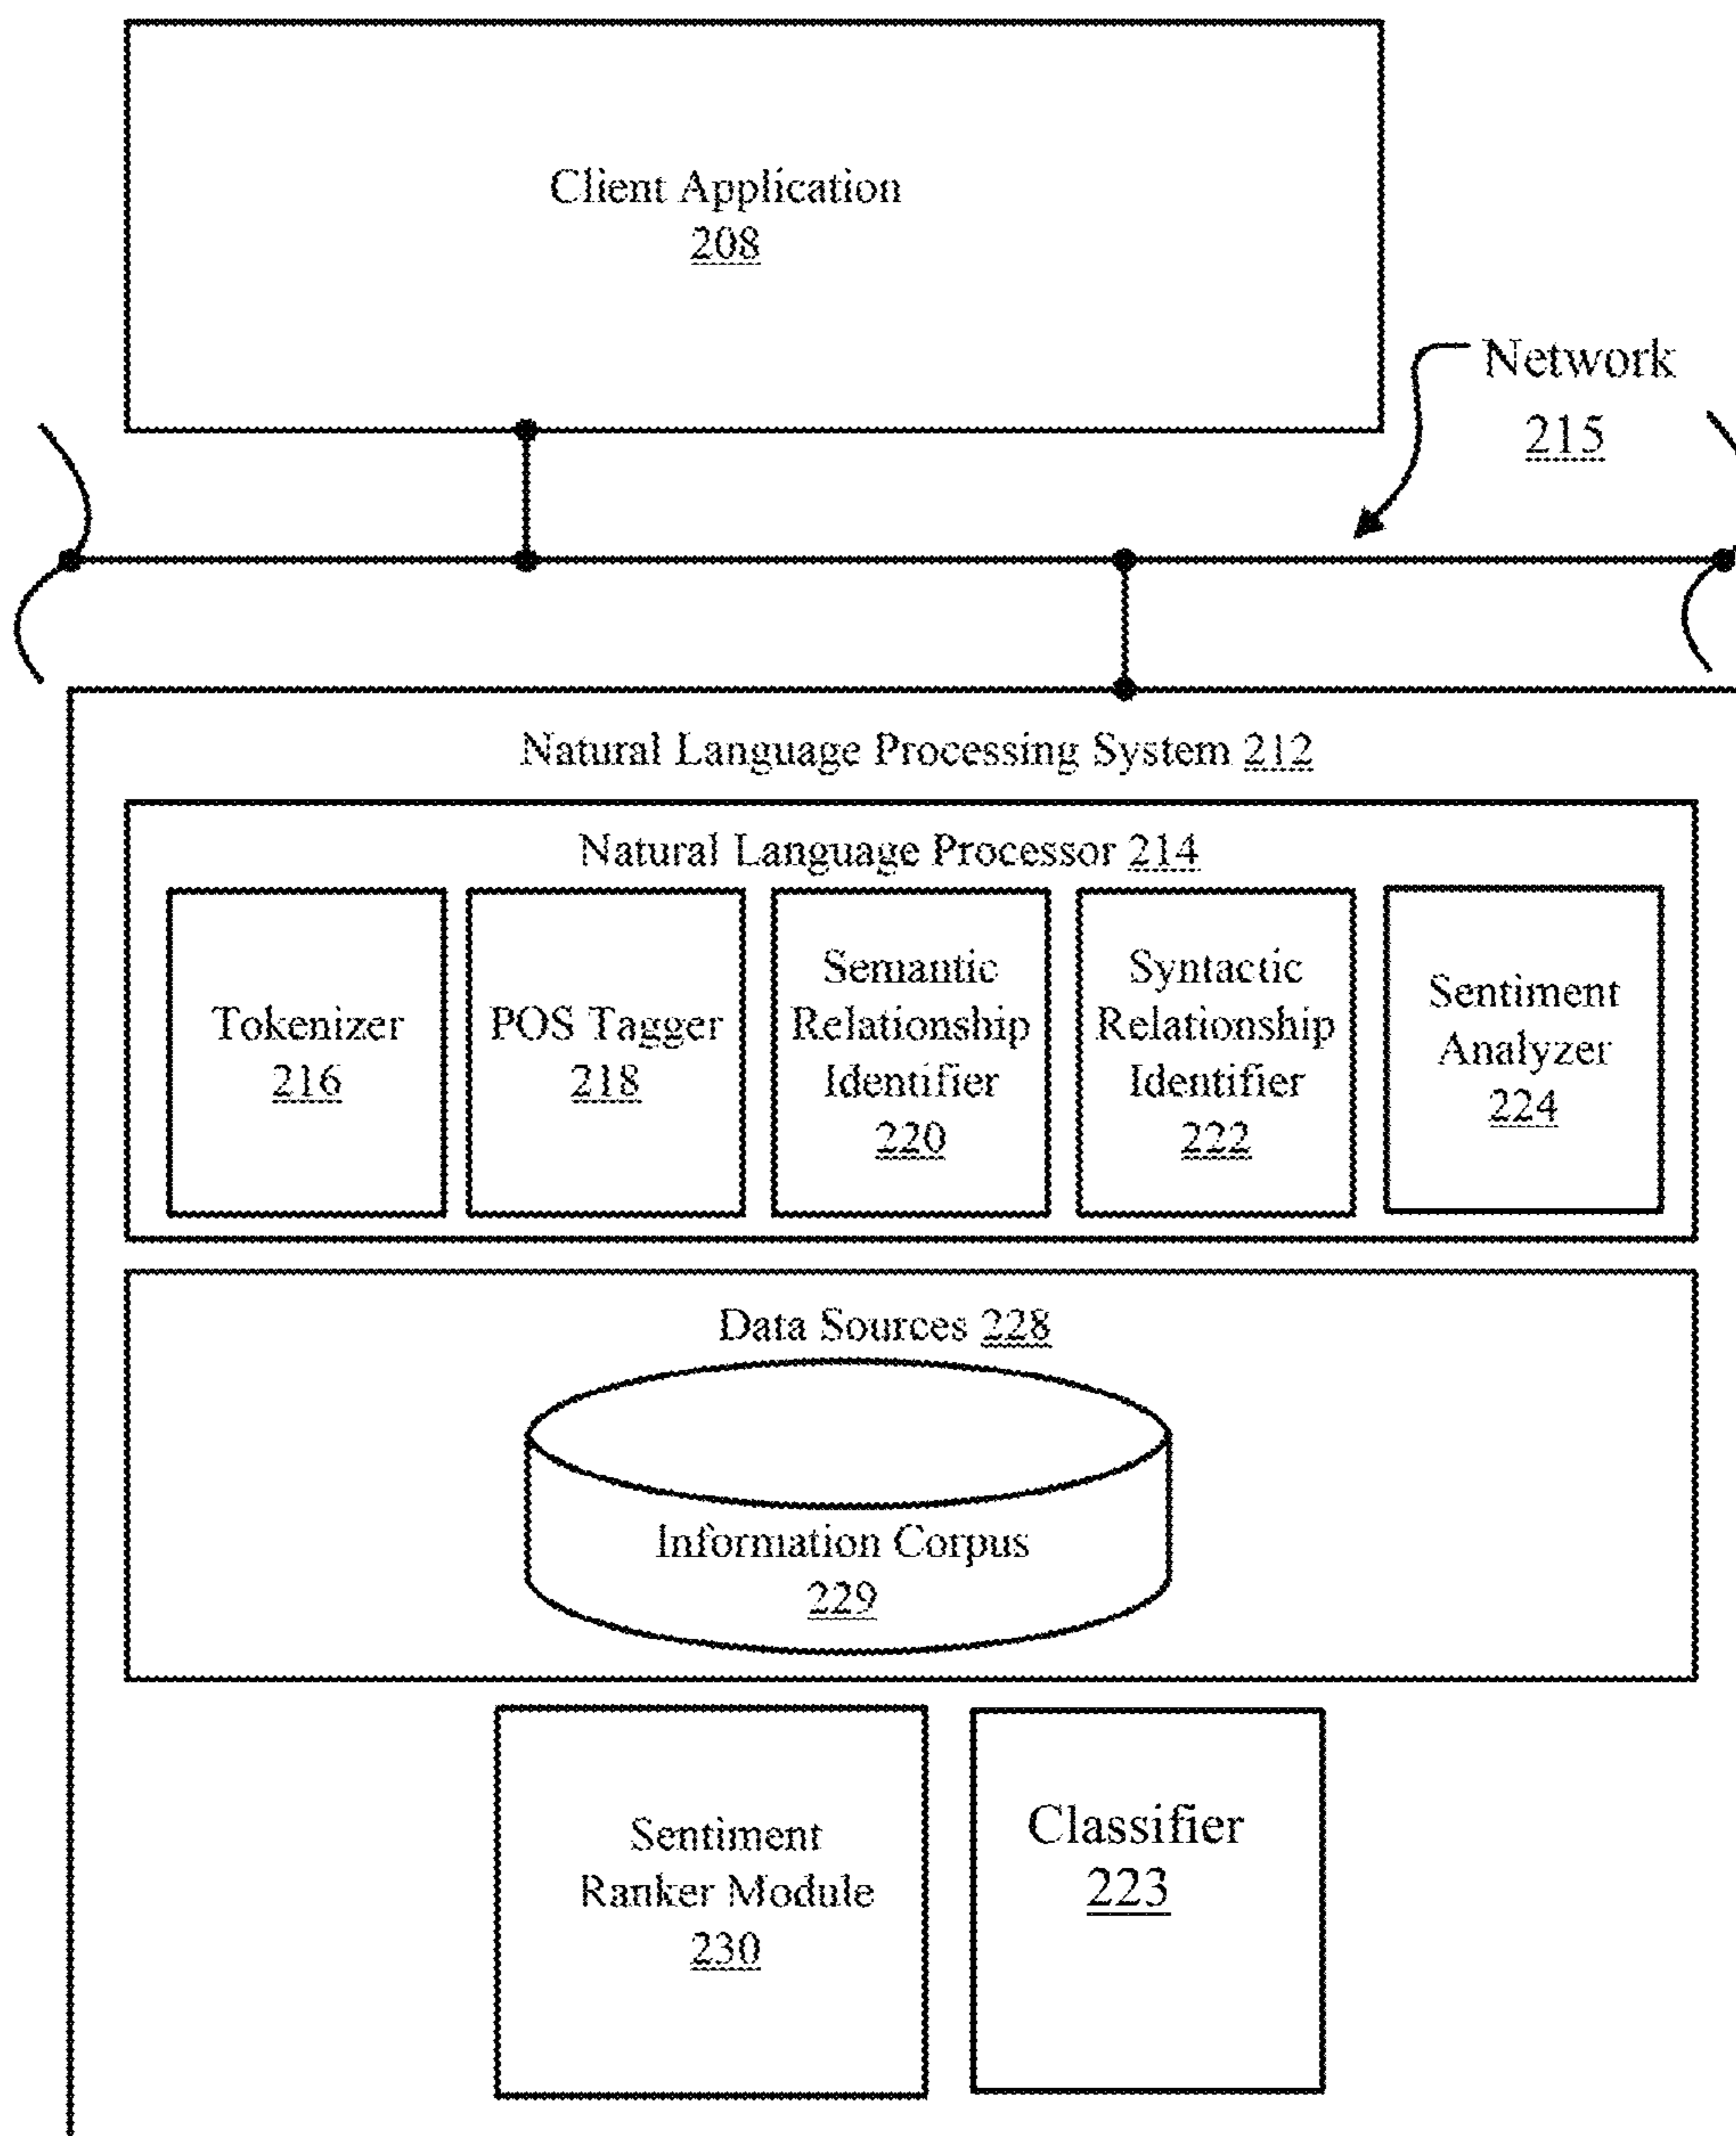 Client Application
208
Network
215
Natural Language Processing System 212
Natural Language Processor 214
Tokenizer
216
POS Tagger
218
Semantic
Relationship
Identifier
220
Syntactic
Relationship
Identifier
222
Sentiment
Analyzer
224
Data Sources 228
Information Corpus
229
Sentiment
Ranker Module
230
Classifier
223